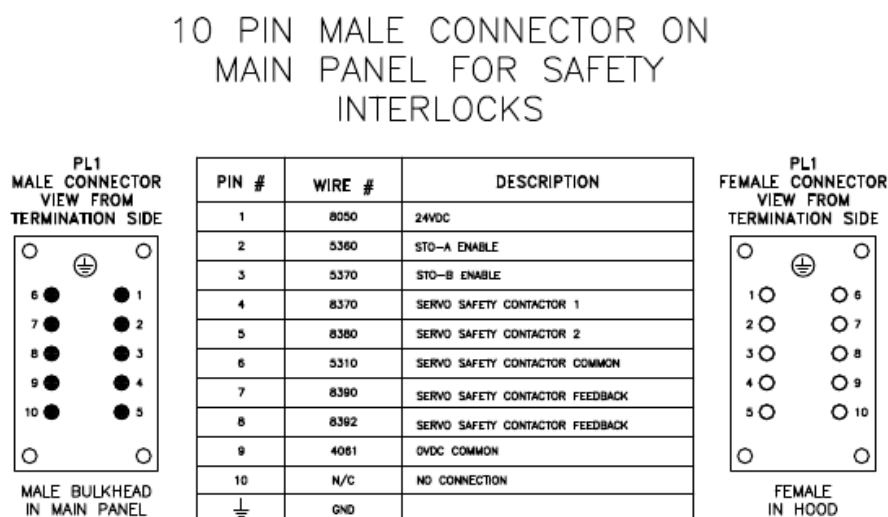 10 PIN MALE CONNECTOR ON
MAIN PANEL FOR SAFETY
INTERLOCKS
PL1
MALE CONNECTOR
VIEW FROM
TERMINATION SIDE
6 1
7 2
8 3
9 4
10 5
MALE BULKHEAD
IN MAIN PANEL
PIN # WIRE # DESCRIPTION
1 8050 24VDC
2 5360 STO-A ENABLE
3 5370 STO-B ENABLE
4 8370 SERVO SAFETY CONTACTOR 1
5 8380 SERVO SAFETY CONTACTOR 2
6 5310 SERVO SAFETY CONTACTOR COMMON
7 8390 SERVO SAFETY CONTACTOR FEEDBACK
8 8392 SERVO SAFETY CONTACTOR FEEDBACK
9 4061 0VDC COMMON
10 N/C NO CONNECTION
GND
PL1
FEMALE CONNECTOR
VIEW FROM
TERMINATION SIDE
1 6
2 7
3 8
4 9
5 10
FEMALE
IN HOOD